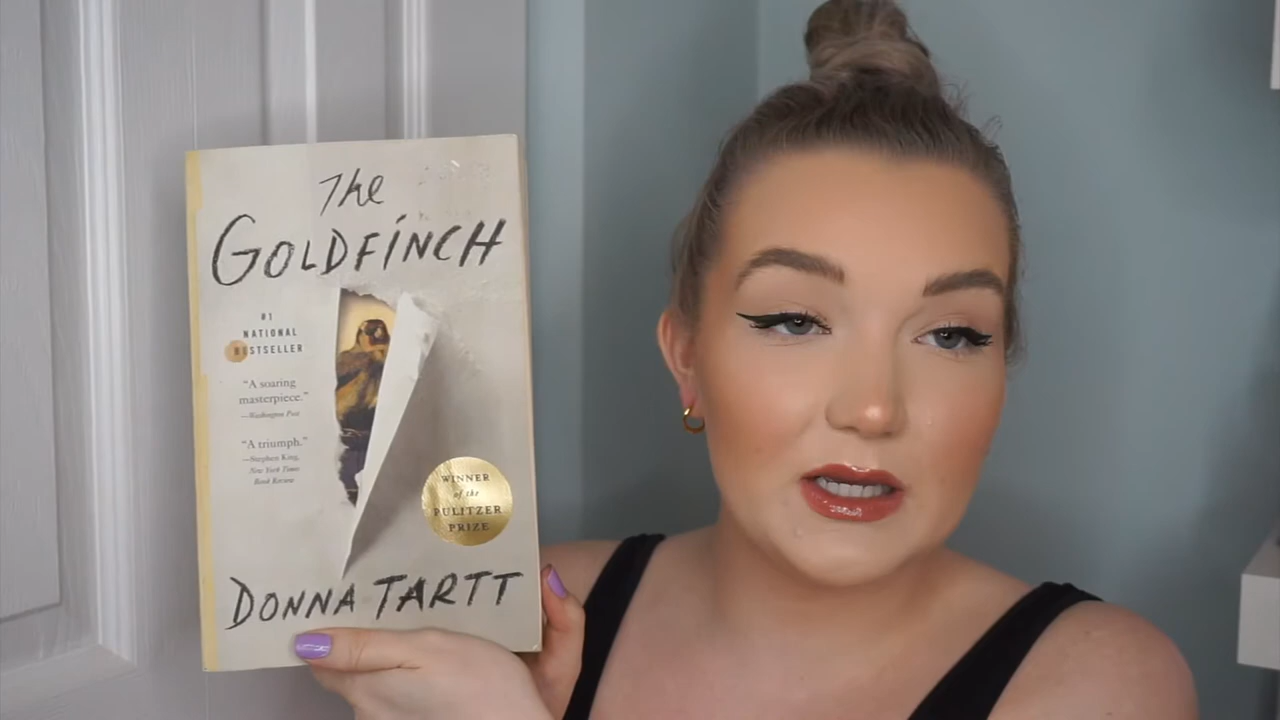 The
GOLDFINCH
#1
NATIONAL
BESTSELLER
“A soaring
masterpiece.”
—Washington Post
“A triumph.”
—Stephen King,
New York Times
Book Review
WINNER
of the
PULITZER
PRIZE
DONNA TARTT